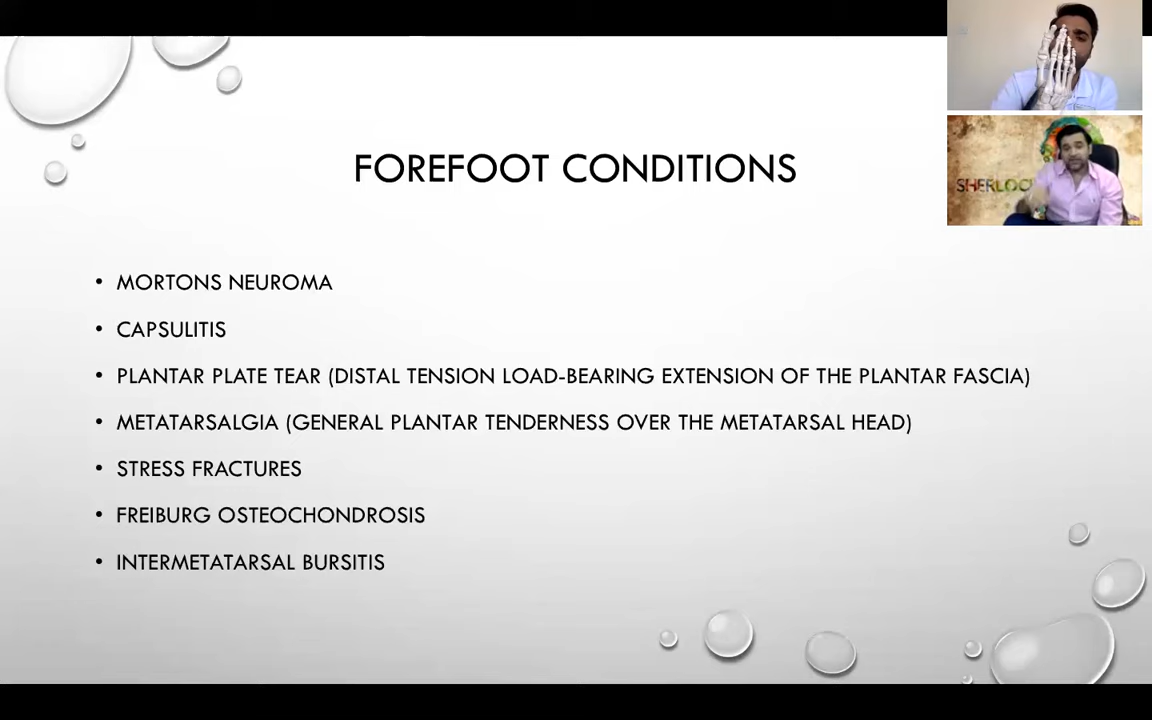 FOREFOOT CONDITIONS
• MORTONS NEUROMA
• CAPSULITIS
• PLANTAR PLATE TEAR (DISTAL TENSION LOAD-BEARING EXTENSION OF THE PLANTAR FASCIA)
• METATARSALGIA (GENERAL PLANTAR TENDERNESS OVER THE METATARSAL HEAD)
• STRESS FRACTURES
• FREIBURG OSTEOCHONDROSIS
• INTERMETATARSAL BURSITIS